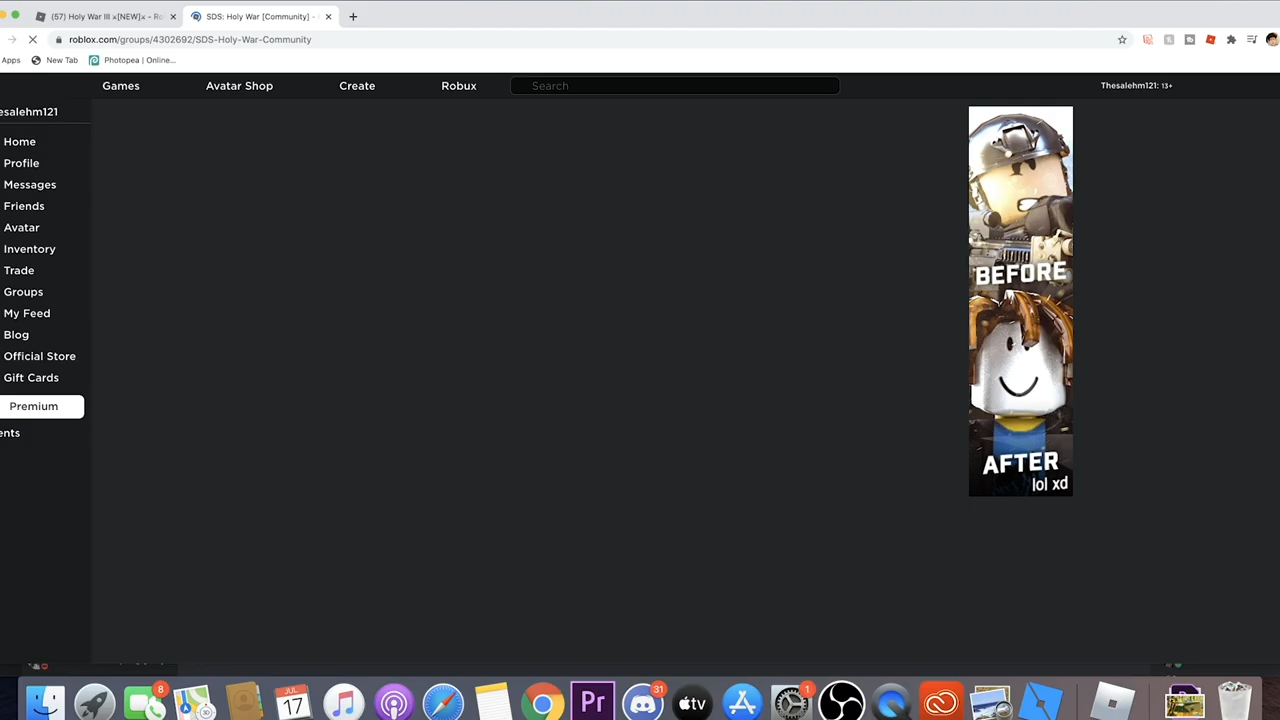 (57) Holy War III ⚔[NEW]⚔ - Ro
SDS: Holy War [Community] -
roblox.com/groups/4302692/SDS-Holy-War-Community
Apps
New Tab
Photopea | Online...
Games
Avatar Shop
Create
Robux
Search
Thesalehm121: 13+
esalehm121
Home
Profile
Messages
Friends
Avatar
Inventory
Trade
Groups
My Feed
Blog
Official Store
Gift Cards
Premium
ents
BEFORE
AFTER
lol xd
8
JUL
17
Pr
31
tv
1